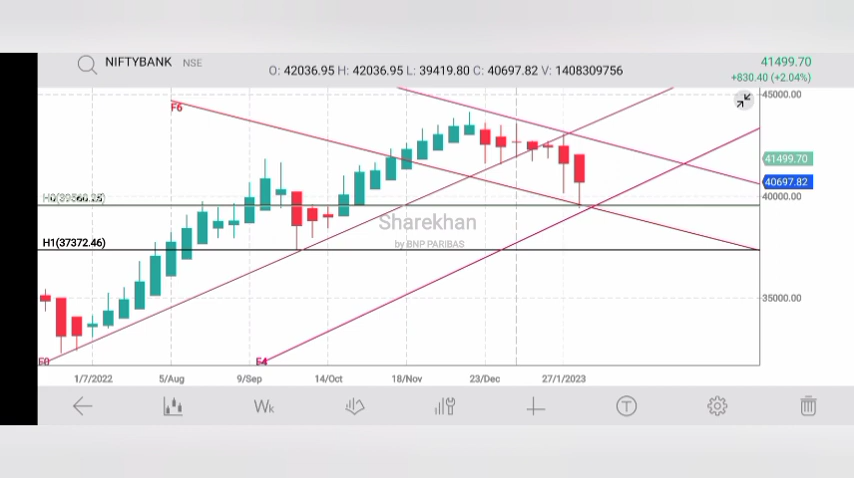 NIFTYBANK NSE
O: 42036.95 H: 42036.95 L: 39419.80 C: 40697.82 V: 1408309756
41499.70
+830.40 (+2.04%)
45000.00
F6
41499.70
40697.82
40000.00
Sharekhan
by BNP PARIBAS
H1(37372.46)
35000.00
F4
1/7/2022 5/Aug 9/Sep 14/Oct 18/Nov 23/Dec 27/1/2023
Wk
T